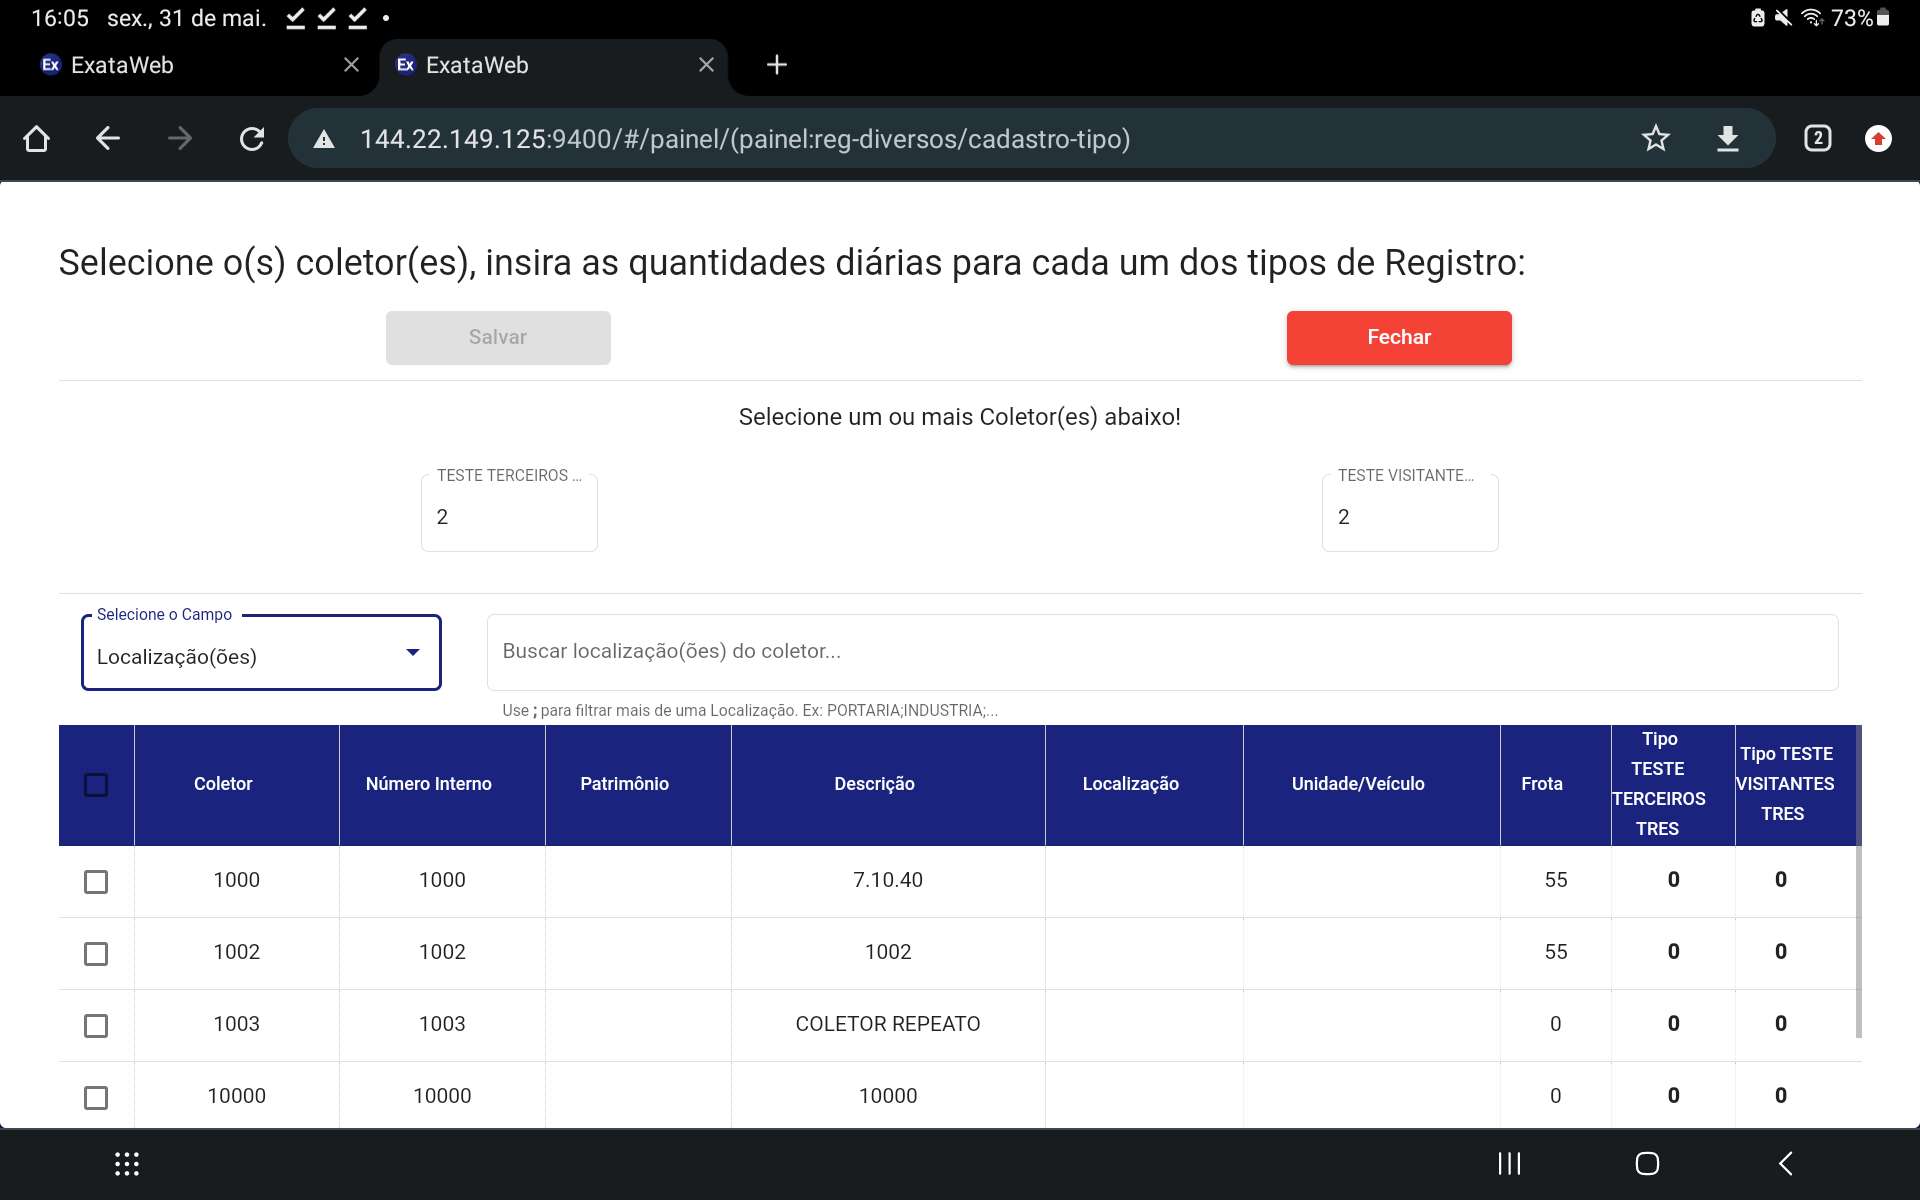 16:05 sex., 31 de mai.
73%
Ex ExataWeb
Ex ExataWeb
144.22.149.125:9400/#/painel/(painel:reg-diversos/cadastro-tipo)
2
Selecione o(s) coletor(es), insira as quantidades diárias para cada um dos tipos de Registro:
Salvar
Fechar
Selecione um ou mais Coletor(es) abaixo!
TESTE TERCEIROS ...
2
TESTE VISITANTE...
2
Selecione o Campo
Localização(ões)
Buscar localização(ões) do coletor...
Use ; para filtrar mais de uma Localização. Ex: PORTARIA;INDUSTRIA;...
Coletor Número Interno Patrimônio Descrição Localização Unidade/Veículo Frota
Tipo
TESTE
TERCEIROS
TRES
Tipo TESTE
VISITANTES
TRES
1000 1000 7.10.40 55 0 0
1002 1002 1002 55 0 0
1003 1003 COLETOR REPEATO 0 0 0
10000 10000 10000 0 0 0